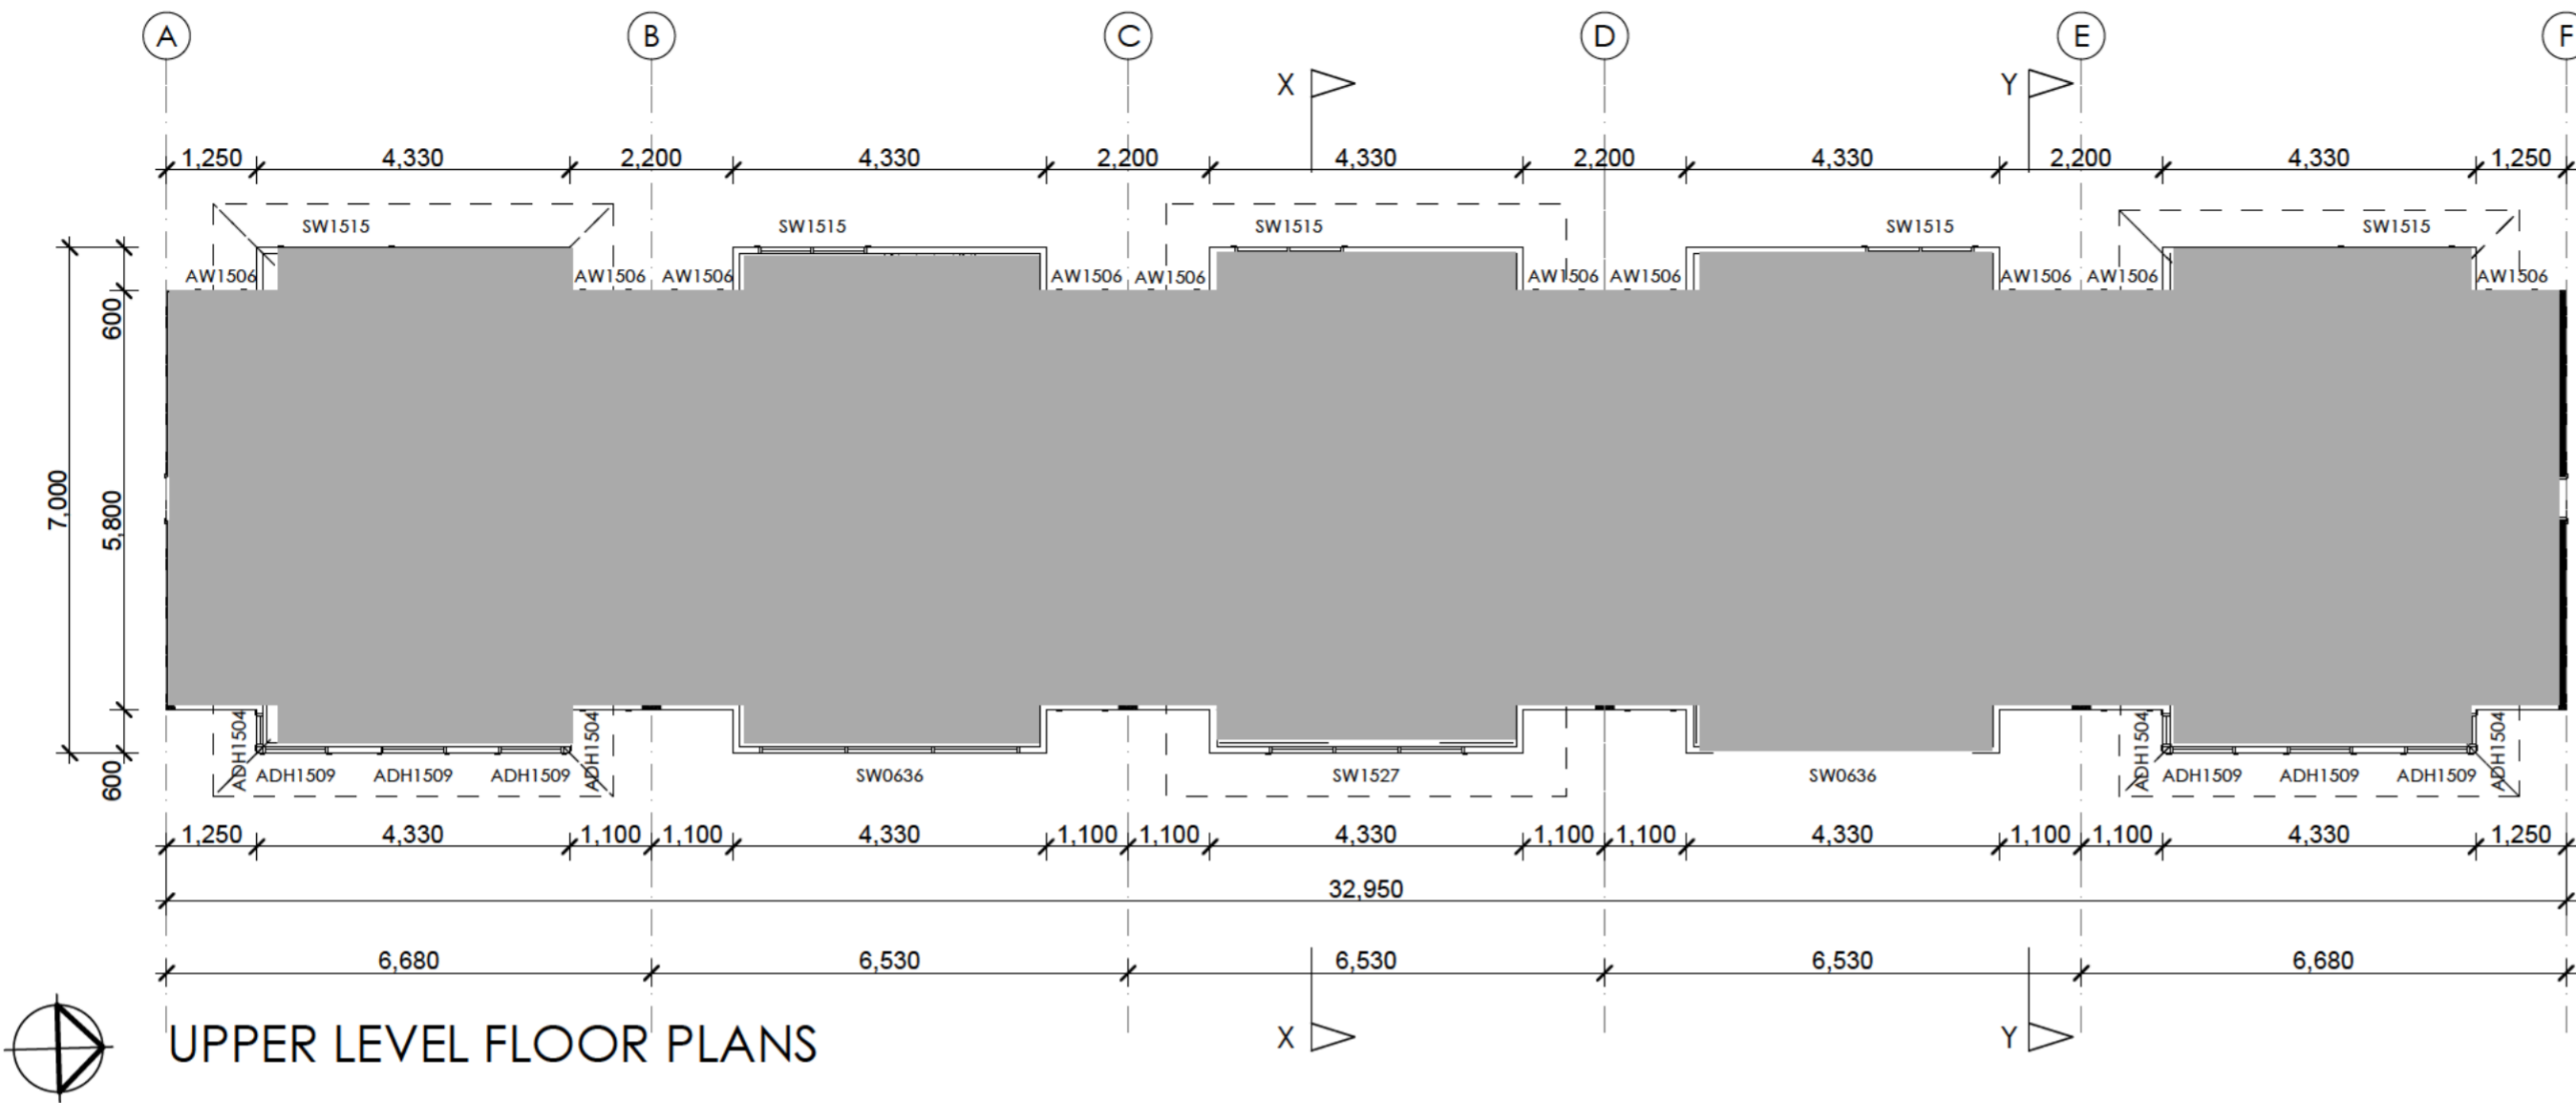 A B C D E F
X Y
1,250 4,330 2,200 4,330 2,200 4,330 2,200 4,330 2,200 4,330 1,250
SW1515 SW1515 SW1515 SW1515 SW1515
AW1506 AW1506 AW1506 AW1506 AW1506 AW1506 AW1506 AW1506 AW1506 AW1506
600
7,000 5,800
600
ADH1504 ADH1504 ADH1504 ADH1504
ADH1509 ADH1509 ADH1509 SW0636 SW1527 SW0636 ADH1509 ADH1509 ADH1509
1,250 4,330 1,100 1,100 4,330 1,100 1,100 4,330 1,100 1,100 4,330 1,100 1,100 4,330 1,250
32,950
6,680 6,530 6,530 6,530 6,680
UPPER LEVEL FLOOR PLANS
X Y